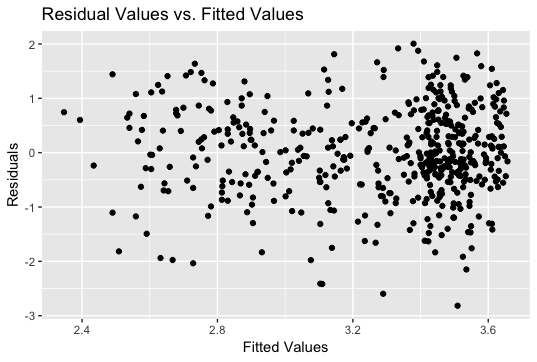 Residual Values vs. Fitted Values
Residuals
2
1
0
-1
-2
-3
2.4 2.8 3.2 3.6
Fitted Values